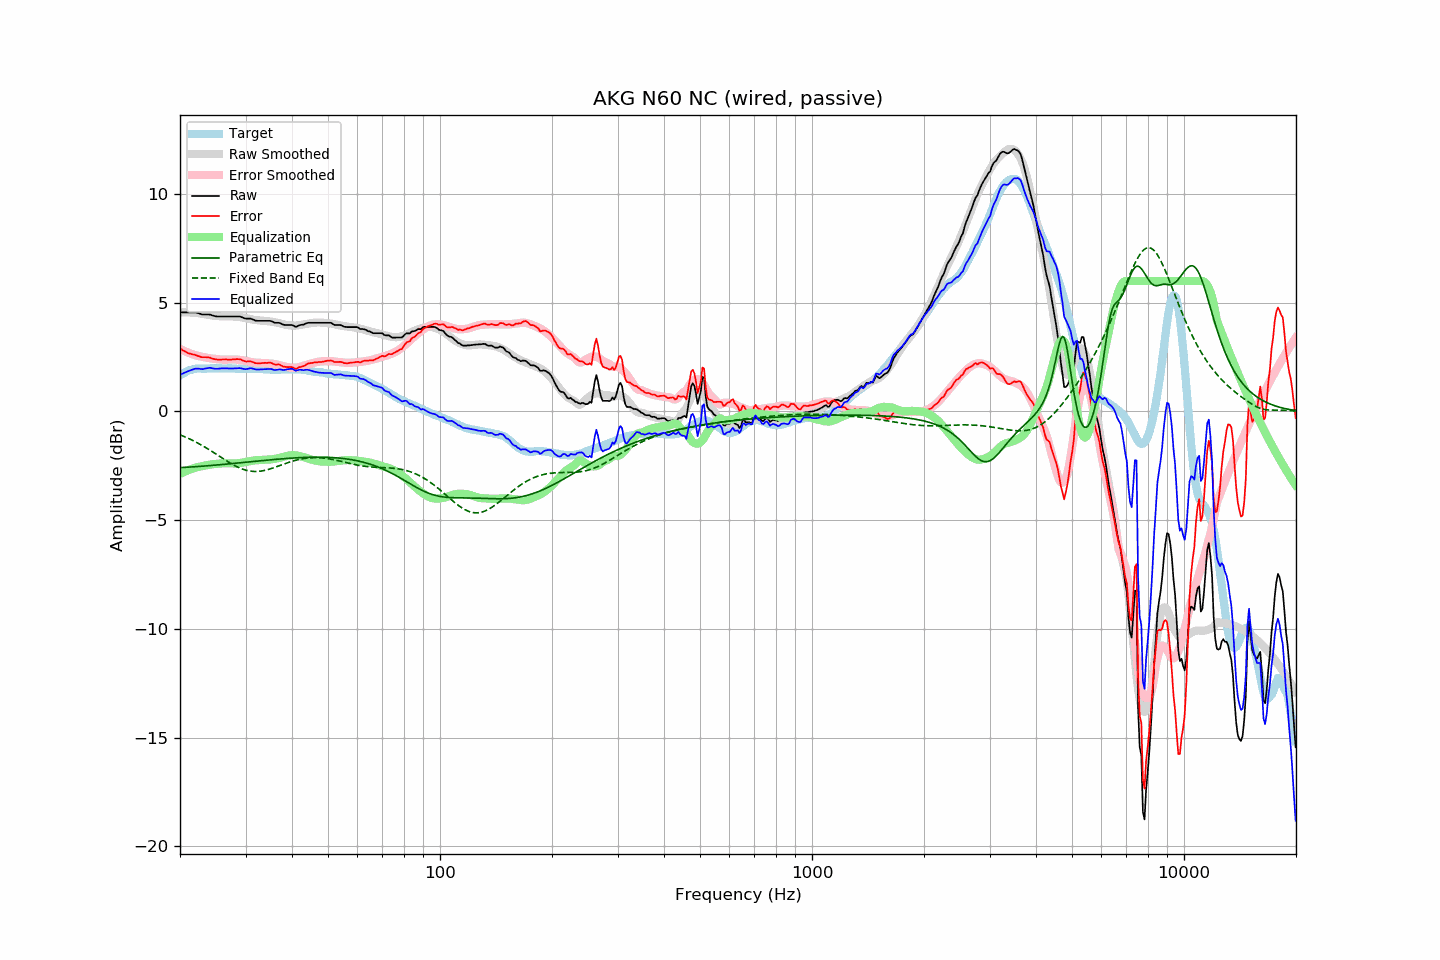 AKG N60 NC (wired, passive)
Target
Raw Smoothed
Error Smoothed
Raw
Error
Equalization
Parametric Eq
Fixed Band Eq
Equalized
10
5
0
−5
−10
−15
−20
Amplitude (dBr)
100
1000
10000
Frequency (Hz)